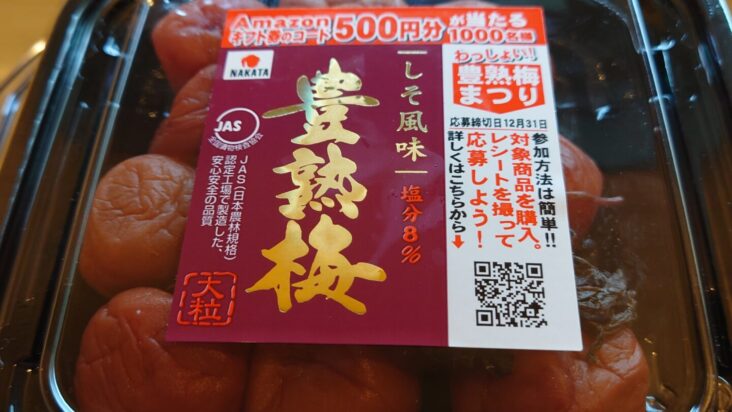 Amazon
ギフト券のコード
500円分
が当たる
1000名様
NAKATA
JAS
しそ風味
塩分8%
豊熟梅
JAS(日本農林規格)
認定工場で製造した、
安心安全の品質
大粒
わっしょい!!
豊熟梅
まつり
応募締切日12月31日
参加方法は簡単!!
対象商品を購入。
レシートを撮って
応募しよう!
詳しくはこちらから